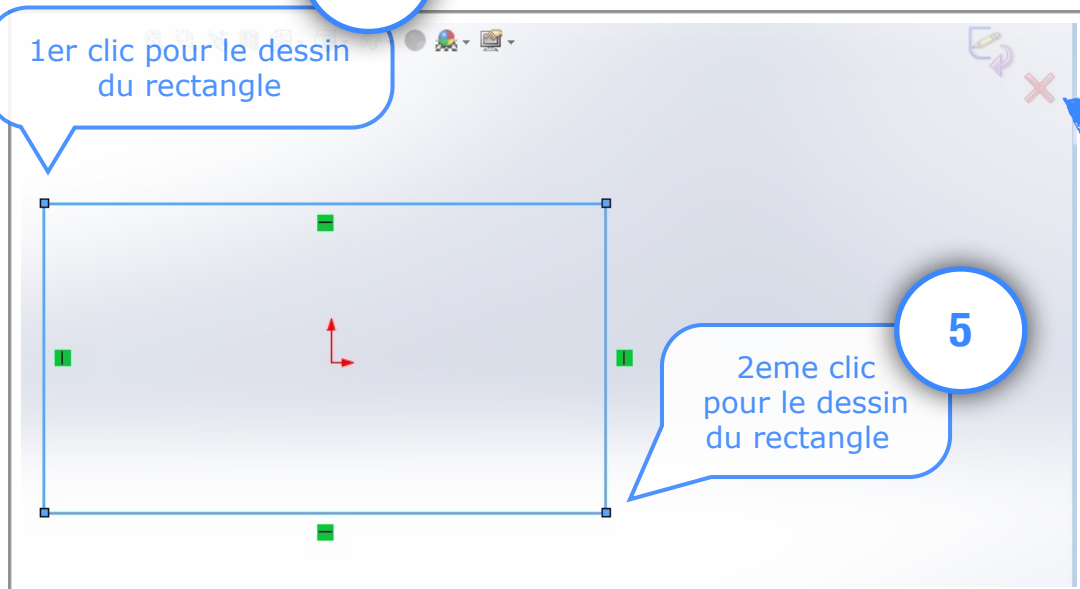 1er clic pour le dessin
du rectangle
5
2eme clic
pour le dessin
du rectangle